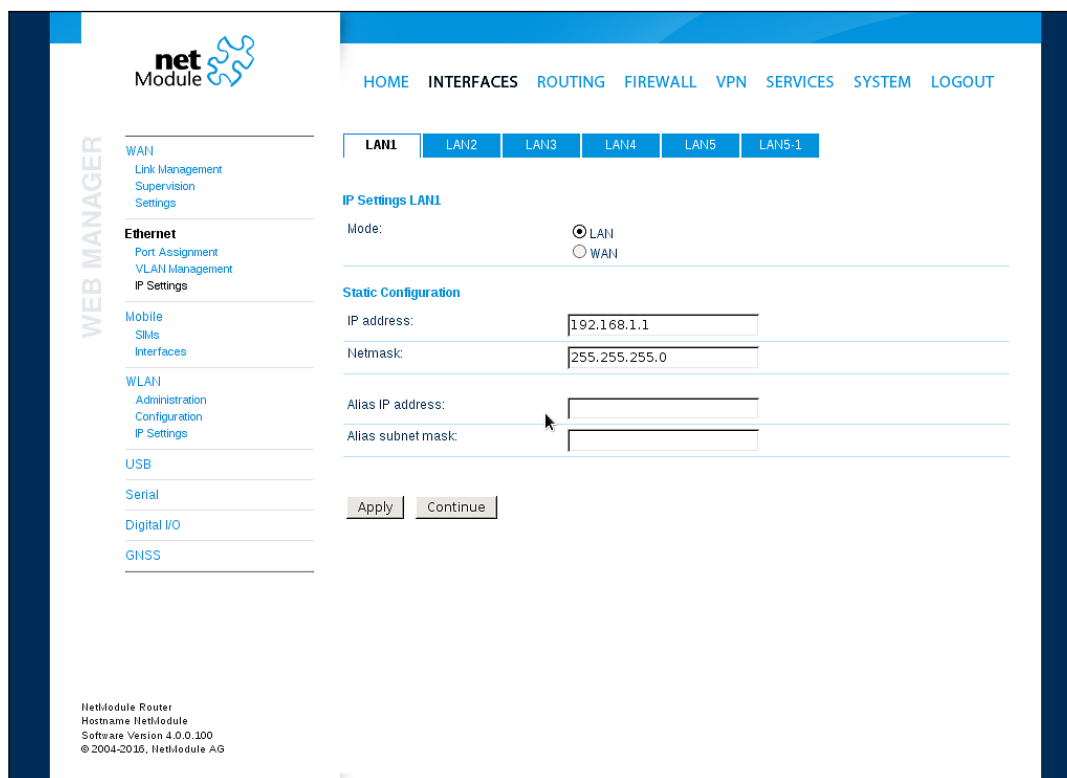 net
Module
HOME INTERFACES ROUTING FIREWALL VPN SERVICES SYSTEM LOGOUT
WEB MANAGER
WAN
Link Management
Supervision
Settings
Ethernet
Port Assignment
VLAN Management
IP Settings
Mobile
SIMs
Interfaces
WLAN
Administration
Configuration
IP Settings
USB
Serial
Digital I/O
GNSS
LAN1 LAN2 LAN3 LAN4 LAN5 LAN5-1
IP Settings LAN1
Mode:
LAN
WAN
Static Configuration
IP address: 192.168.1.1
Netmask: 255.255.255.0
Alias IP address:
Alias subnet mask:
Apply Continue
NetModule Router
Hostname NetModule
Software Version 4.0.0.100
© 2004-2016, NetModule AG